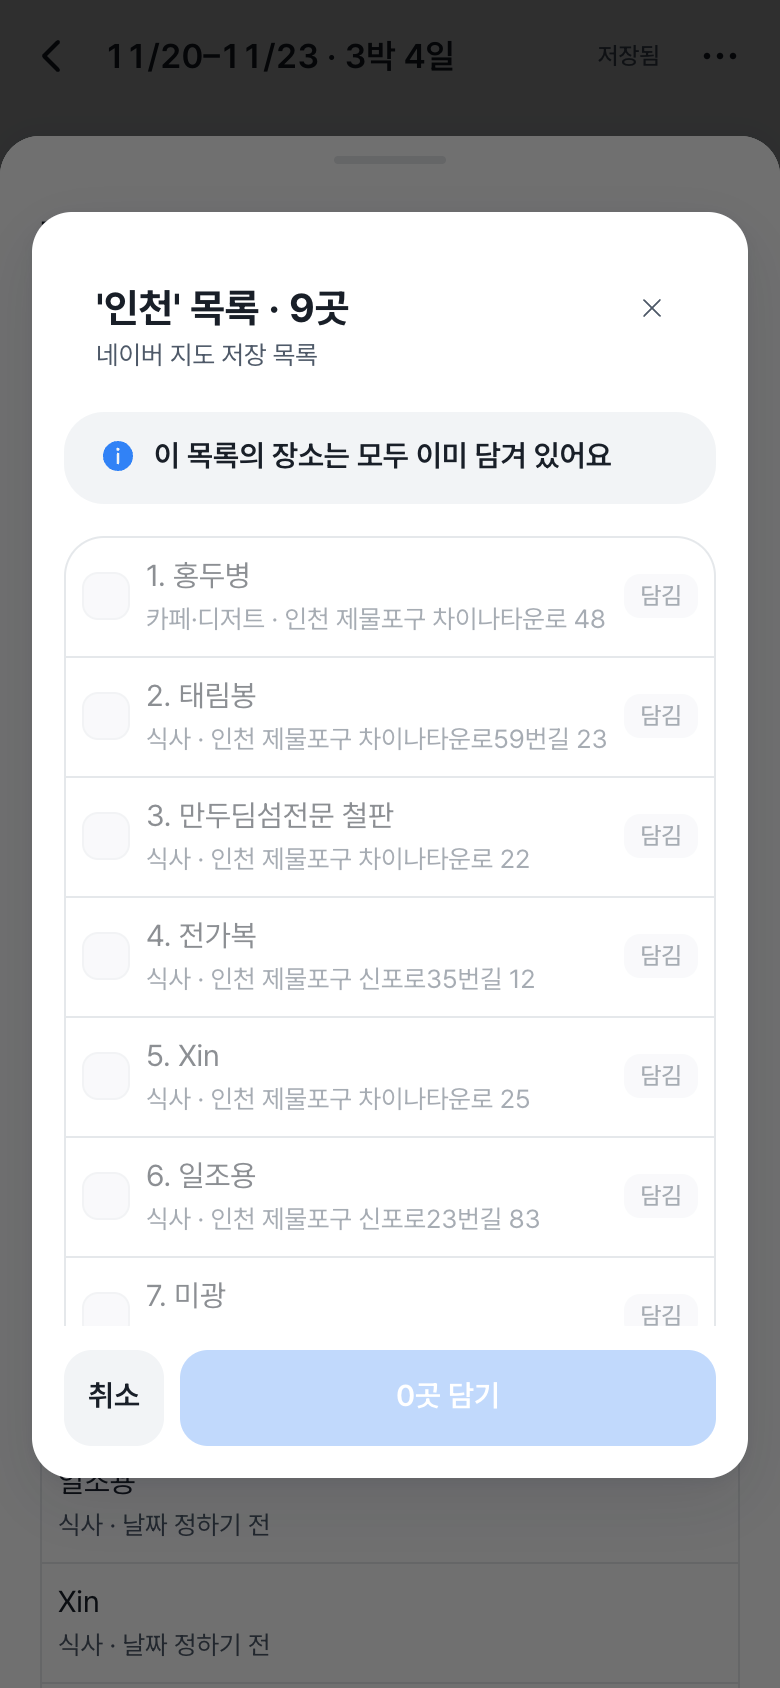 11/20–11/23 · 3박 4일
저장됨
'인천' 목록 · 9곳
네이버 지도 저장 목록
이 목록의 장소는 모두 이미 담겨 있어요
1. 홍두병
카페·디저트 · 인천 제물포구 차이나타운로 48
담김
2. 태림봉
식사 · 인천 제물포구 차이나타운로59번길 23
담김
3. 만두딤섬전문 철판
식사 · 인천 제물포구 차이나타운로 22
담김
4. 전가복
식사 · 인천 제물포구 신포로35번길 12
담김
5. Xin
식사 · 인천 제물포구 차이나타운로 25
담김
6. 일조용
식사 · 인천 제물포구 신포로23번길 83
담김
7. 미광
담김
취소
0곳 담기
일조용
식사 · 날짜 정하기 전
Xin
식사 · 날짜 정하기 전